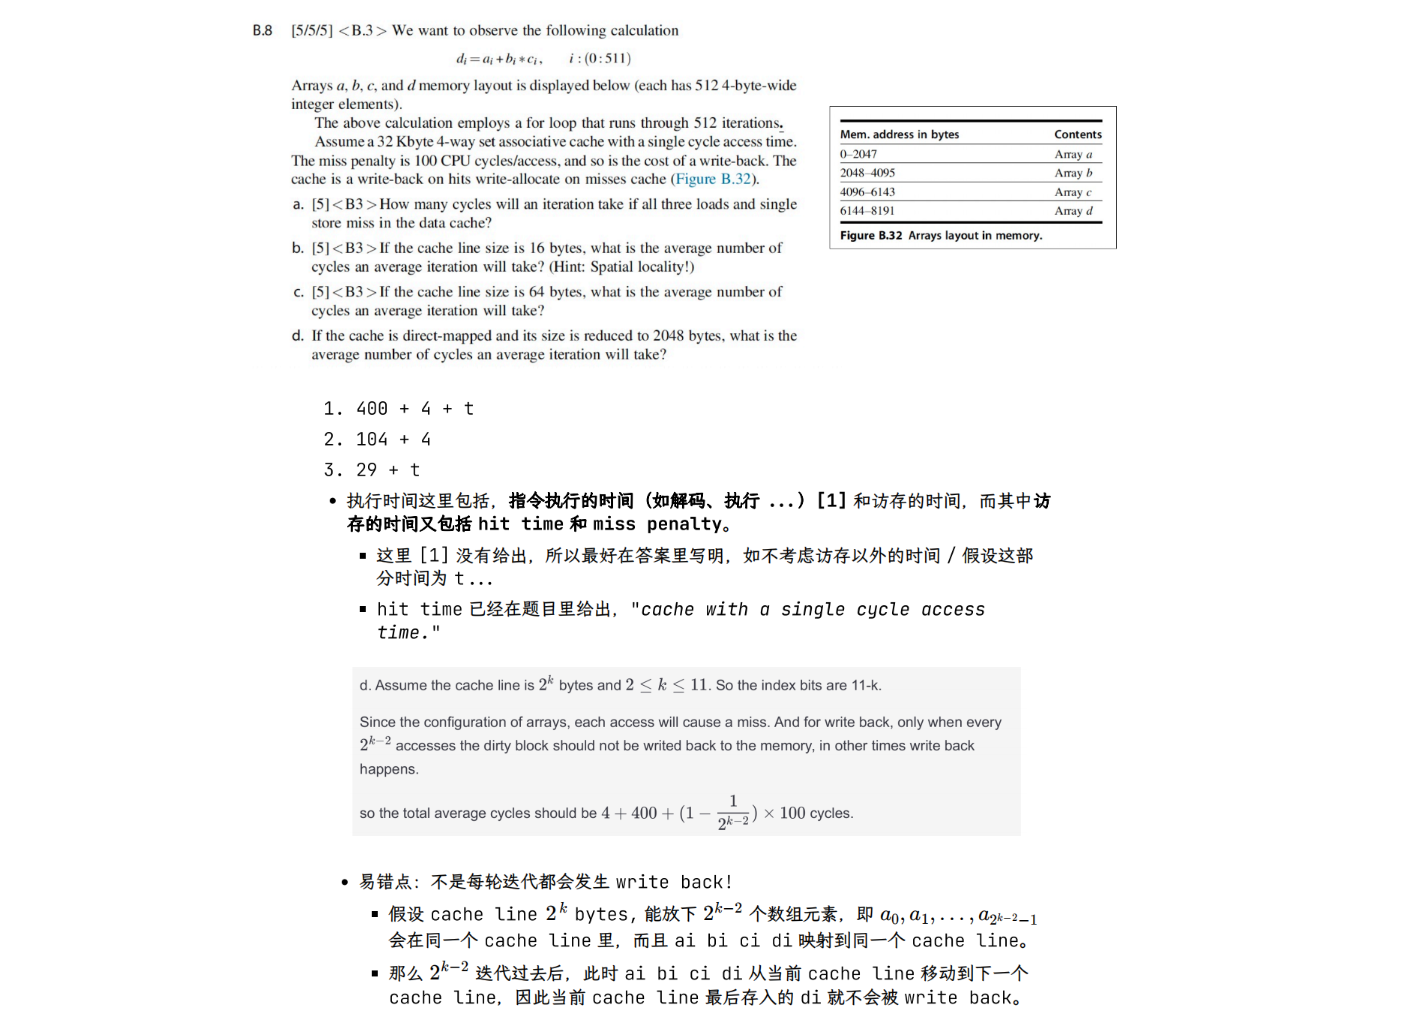 B.8 [5/5/5] <B.3> We want to observe the following calculation
dᵢ = aᵢ + bᵢ * cᵢ, i : (0 : 511)
Arrays a, b, c, and d memory layout is displayed below (each has 512 4-byte-wide
integer elements).
The above calculation employs a for loop that runs through 512 iterations.
Assume a 32 Kbyte 4-way set associative cache with a single cycle access time.
The miss penalty is 100 CPU cycles/access, and so is the cost of a write-back. The
cache is a write-back on hits write-allocate on misses cache (Figure B.32).
a. [5]<B3>How many cycles will an iteration take if all three loads and single
store miss in the data cache?
b. [5]<B3>If the cache line size is 16 bytes, what is the average number of
cycles an average iteration will take? (Hint: Spatial locality!)
c. [5]<B3>If the cache line size is 64 bytes, what is the average number of
cycles an average iteration will take?
d. If the cache is direct-mapped and its size is reduced to 2048 bytes, what is the
average number of cycles an average iteration will take?
Mem. address in bytes Contents
0–2047 Array a
2048–4095 Array b
4096–6143 Array c
6144–8191 Array d
Figure B.32 Arrays layout in memory.
1. 400 + 4 + t
2. 104 + 4
3. 29 + t
• 执行时间这里包括，指令执行的时间（如解码、执行 ...）[1] 和访存的时间，而其中访
存的时间又包括 hit time 和 miss penalty。
▪ 这里 [1] 没有给出，所以最好在答案里写明，如不考虑访存以外的时间 / 假设这部
分时间为 t...
▪ hit time 已经在题目里给出，"cache with a single cycle access
time."
d. Assume the cache line is 2ᵏ bytes and 2 ≤ k ≤ 11. So the index bits are 11-k.
Since the configuration of arrays, each access will cause a miss. And for write back, only when every
2ᵏ⁻² accesses the dirty block should not be writed back to the memory, in other times write back
happens.
so the total average cycles should be 4 + 400 + (1 − 1/2ᵏ⁻²) × 100 cycles.
• 易错点：不是每轮迭代都会发生 write back!
▪ 假设 cache line 2ᵏ bytes，能放下 2ᵏ⁻² 个数组元素，即 a₀, a₁, . . . , a_{2ᵏ⁻²−1}
会在同一个 cache line 里，而且 ai bi ci di 映射到同一个 cache line。
▪ 那么 2ᵏ⁻² 迭代过去后，此时 ai bi ci di 从当前 cache line 移动到下一个
cache line，因此当前 cache line 最后存入的 di 就不会被 write back。